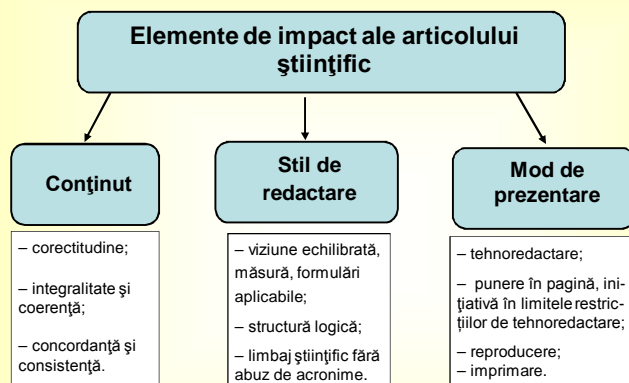 Elemente de impact ale articolului
ştiinţific
Conţinut
Stil de
redactare
Mod de
prezentare
– corectitudine;
– integralitate şi
coerenţă;
– concordanţă şi
consistenţă.
– viziune echilibrată,
măsură, formulări
aplicabile;
– structură logică;
– limbaj ştiinţific fără
abuz de acronime.
– tehnoredactare;
– punere în pagină, ini-
ţiativă în limitele restric-
ţiilor de tehnoredactare;
– reproducere;
– imprimare.